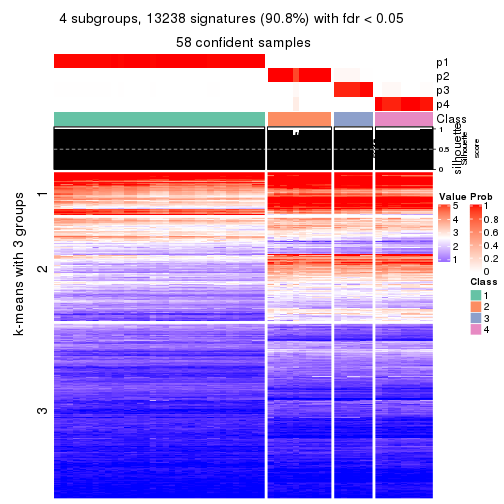 4 subgroups, 13238 signatures (90.8%) with fdr < 0.05
58 confident samples
p1
p2
p3
p4
Class
1
0.5
0
silhouette
Silhouette
score
k-means with 3 groups
1
2
3
Value
5
4
3
2
1
Prob
1
0.8
0.6
0.4
0.2
0
Class
1
2
3
4